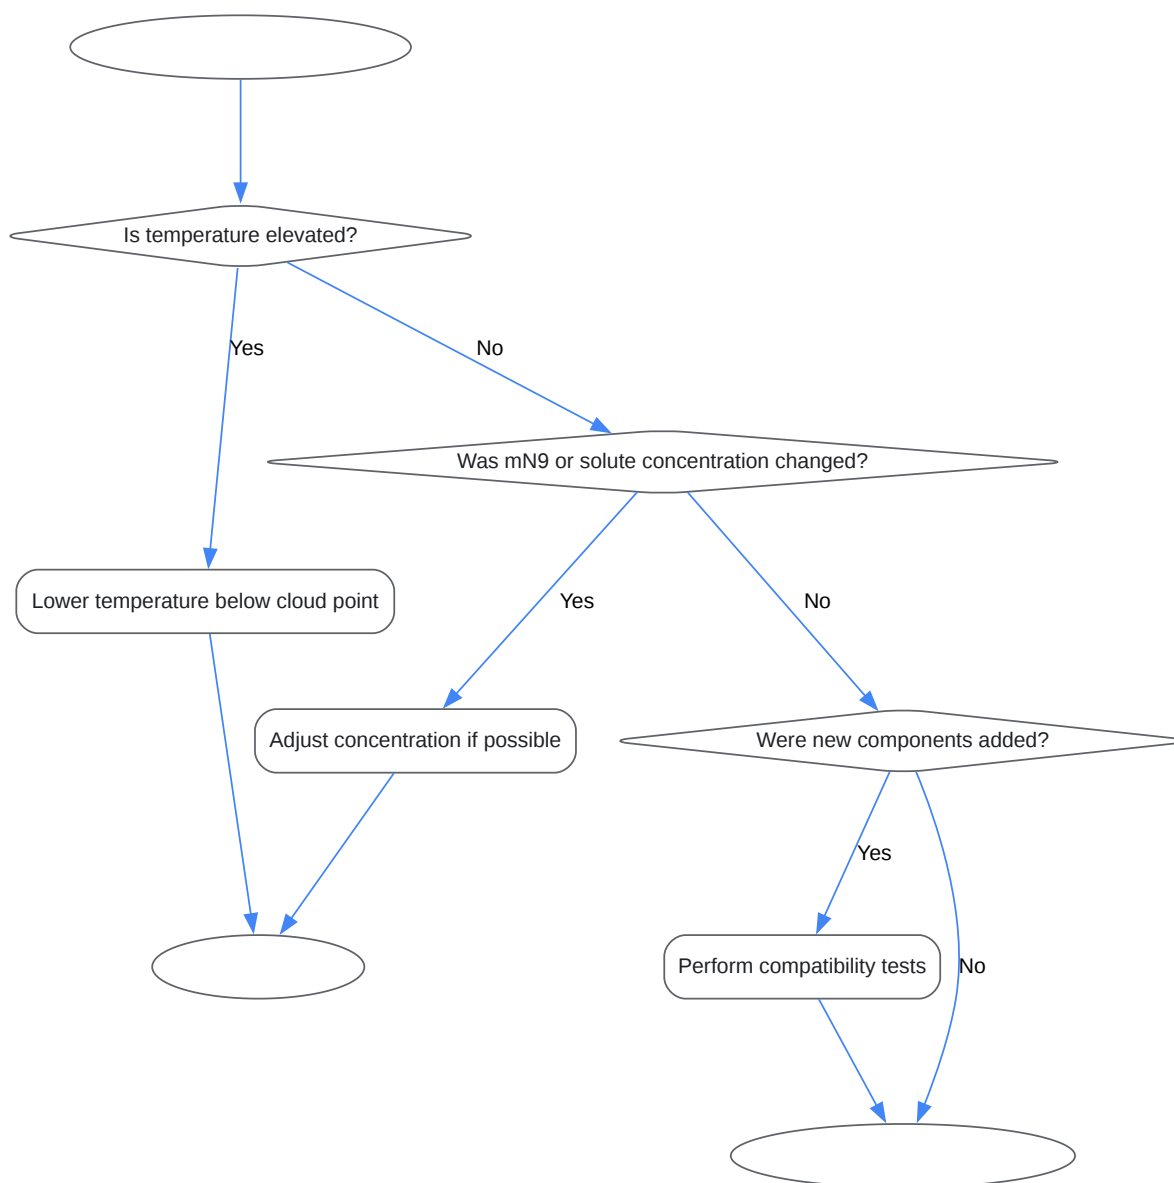 Is temperature elevated?
Yes
No
Was mN9 or solute concentration changed?
Lower temperature below cloud point
Yes
No
Adjust concentration if possible
Were new components added?
Yes
Perform compatibility tests
No